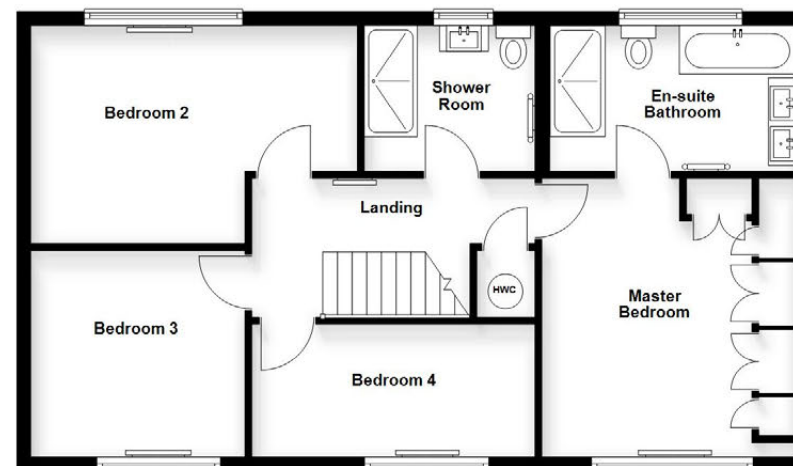 Bedroom 2
Shower
Room
En-suite
Bathroom
Landing
HWC
Master
Bedroom
Bedroom 3
Bedroom 4